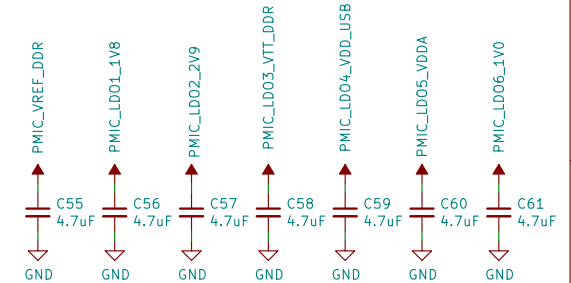 PMIC_VREF_DDR
PMIC_LDO1_1V8
PMIC_LDO2_2V9
PMIC_LDO3_VTT_DDR
PMIC_LDO4_VDD_USB
PMIC_LDO5_VDDA
PMIC_LDO6_1V0
C55 C56 C57 C58 C59 C60 C61
4.7uF 4.7uF 4.7uF 4.7uF 4.7uF 4.7uF 4.7uF
GND GND GND GND GND GND GND